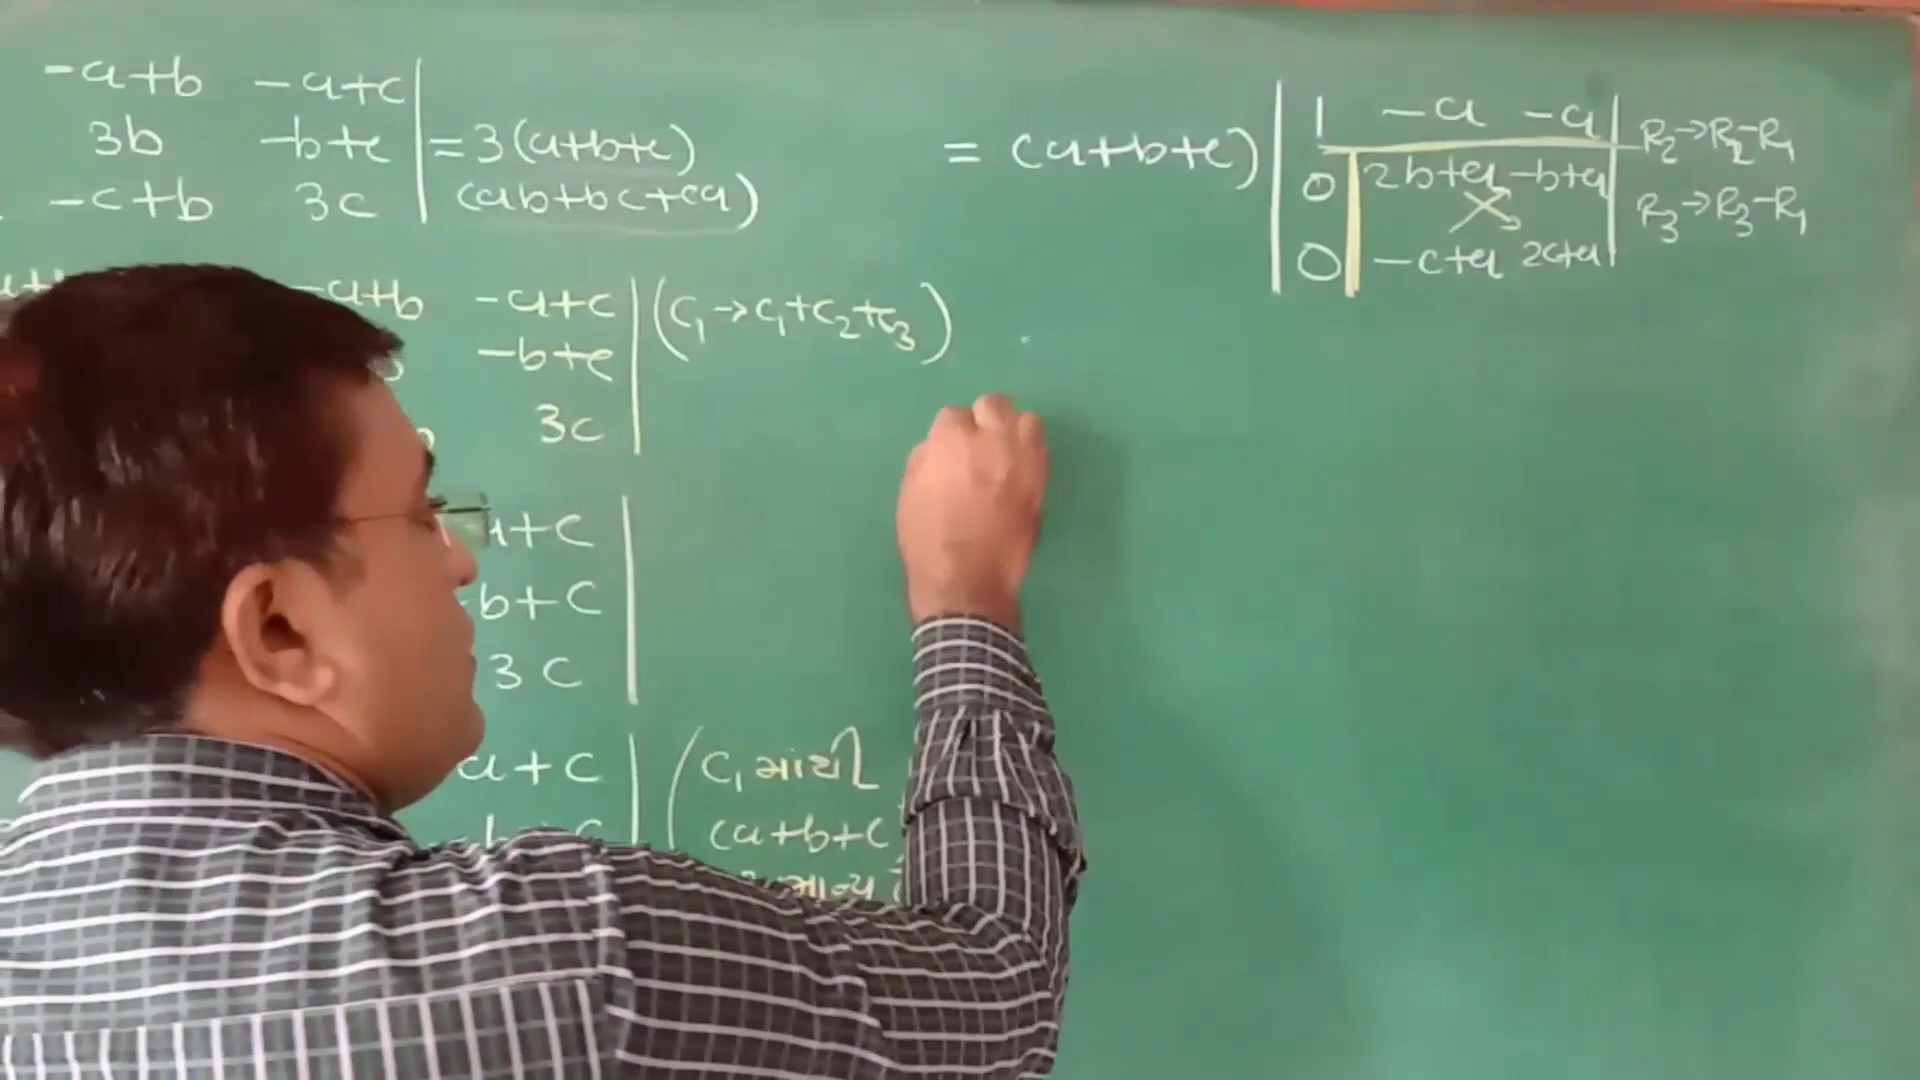 -a+b -a+c
3b -b+c = 3(a+b+c)
-c+b 3c (ab+bc+ca)
-a+b -a+c (C₁→C₁+C₂+C₃)
-b+c
3c
+c
b+c
3c
a+c (C₁ માંથી
(a+b+c
= (a+b+c) | 1 -a -a |
0 2b+a -b+a R₂→R₂-R₁
0 -c+a 2c+a R₃→R₃-R₁